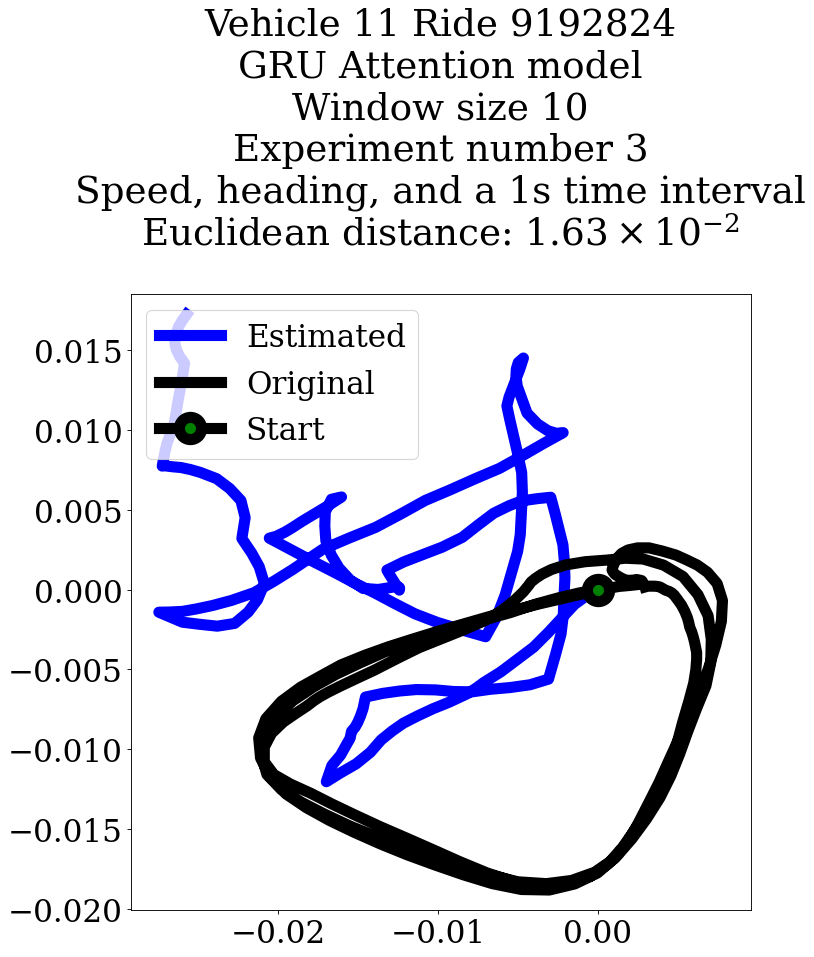 Vehicle 11 Ride 9192824
GRU Attention model
Window size 10
Experiment number 3
Speed, heading, and a 1s time interval
Euclidean distance: 1.63 × 10⁻²
Estimated
Original
Start
0.015
0.010
0.005
0.000
−0.005
−0.010
−0.015
−0.020
−0.02
−0.01
0.00